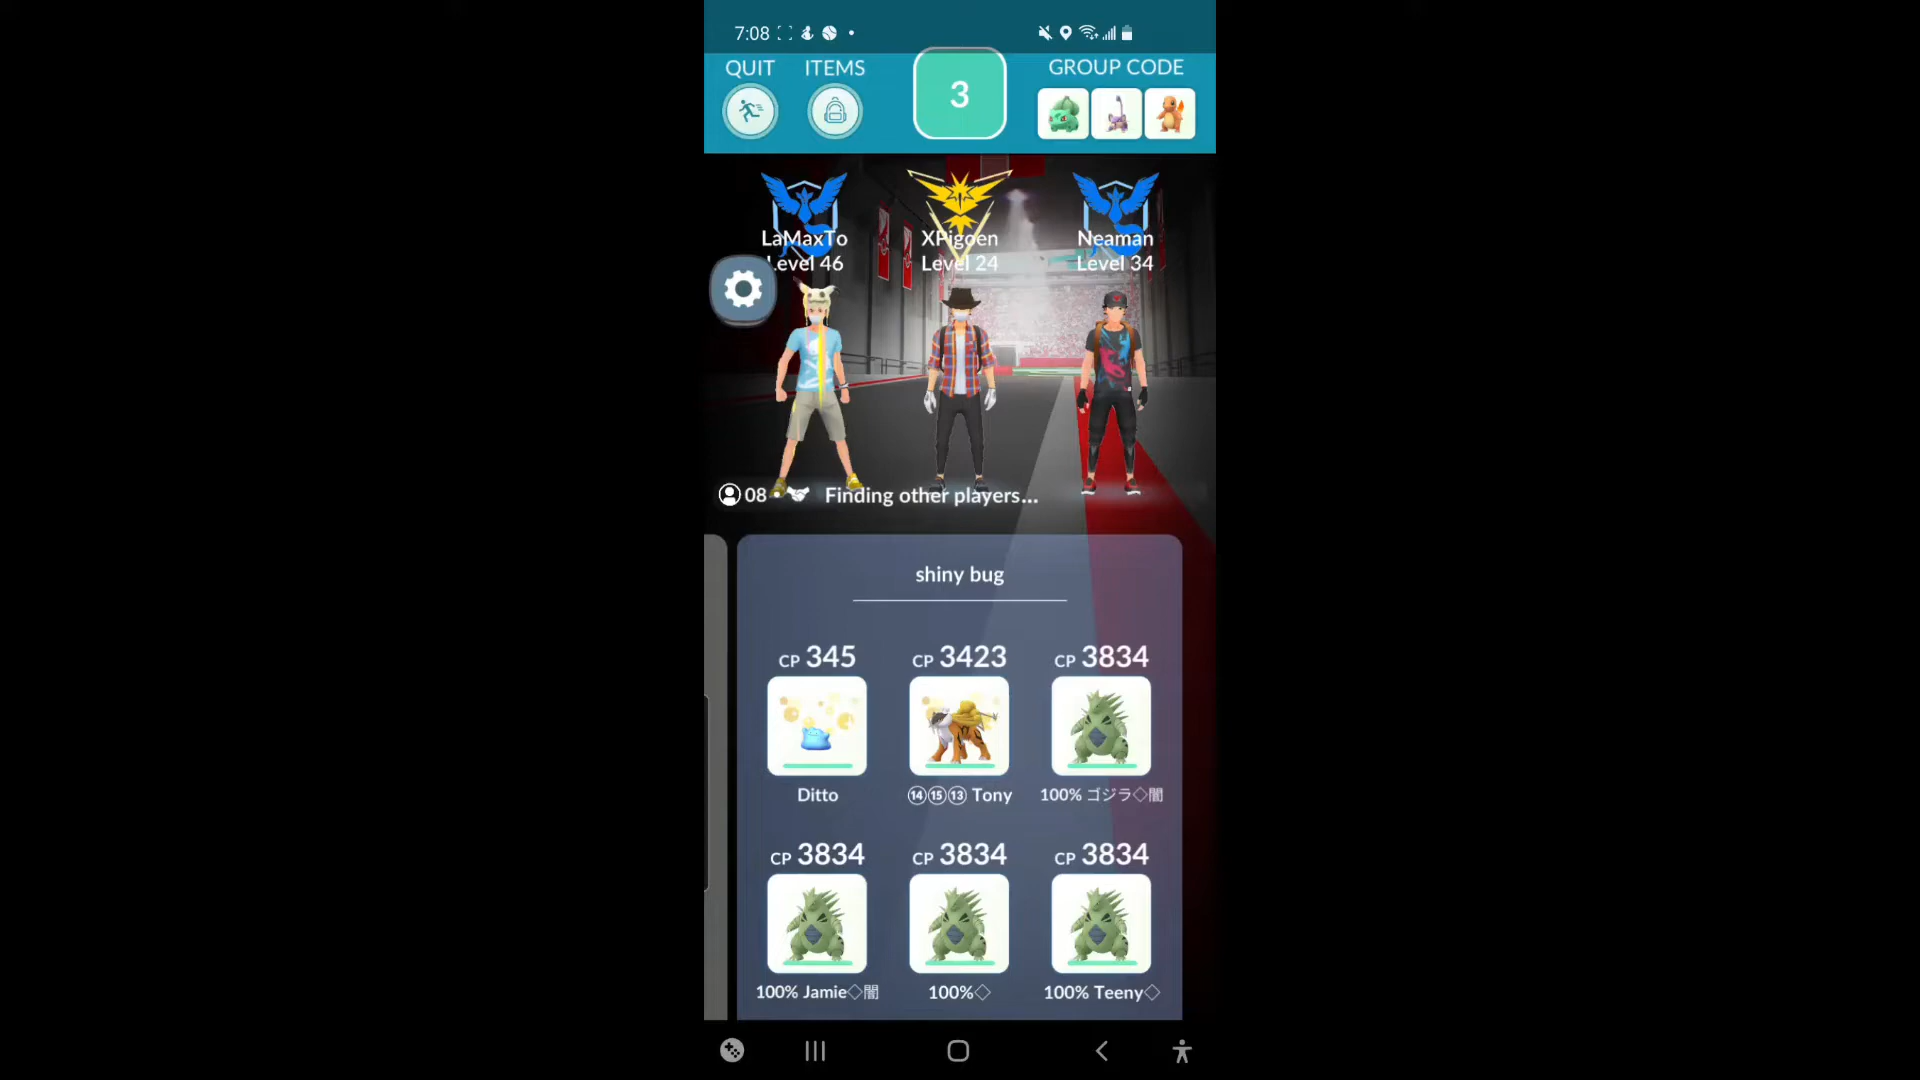 7:08
QUIT
ITEMS
3
GROUP CODE
LaMaxTo
Level 46
XPigoen
Level 24
Neaman
Level 34
08
Finding other players...
shiny bug
CP 345
CP 3423
CP 3834
Ditto
⑭⑮⑬ Tony
100% ゴジラ◇闇
CP 3834
CP 3834
CP 3834
100% Jamie◇闇
100%◇
100% Teeny◇